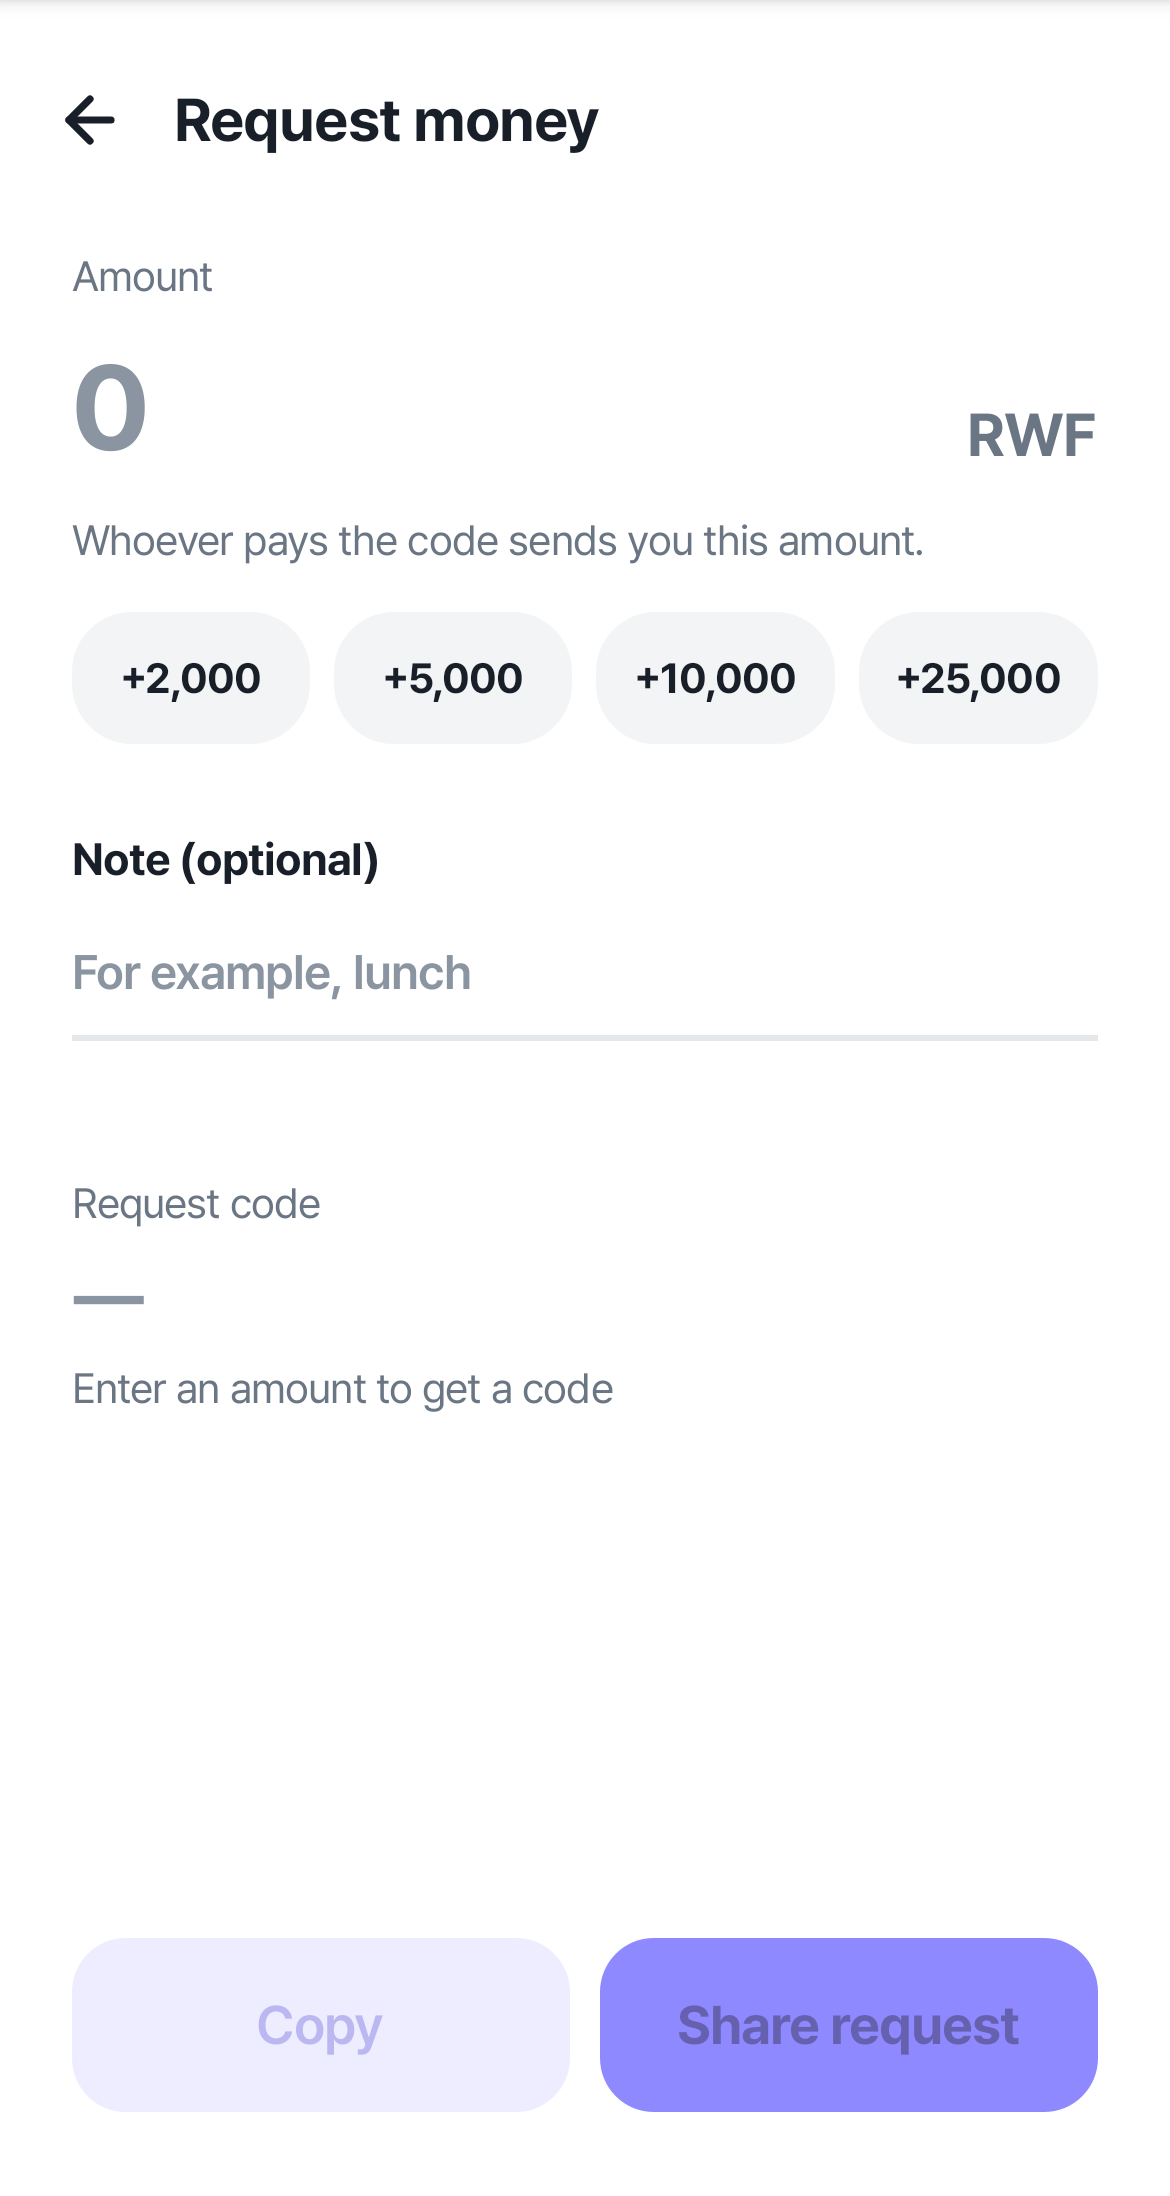 Request money
Amount
0
RWF
Whoever pays the code sends you this amount.
+2,000
+5,000
+10,000
+25,000
Note (optional)
For example, lunch
Request code
—
Enter an amount to get a code
Copy
Share request